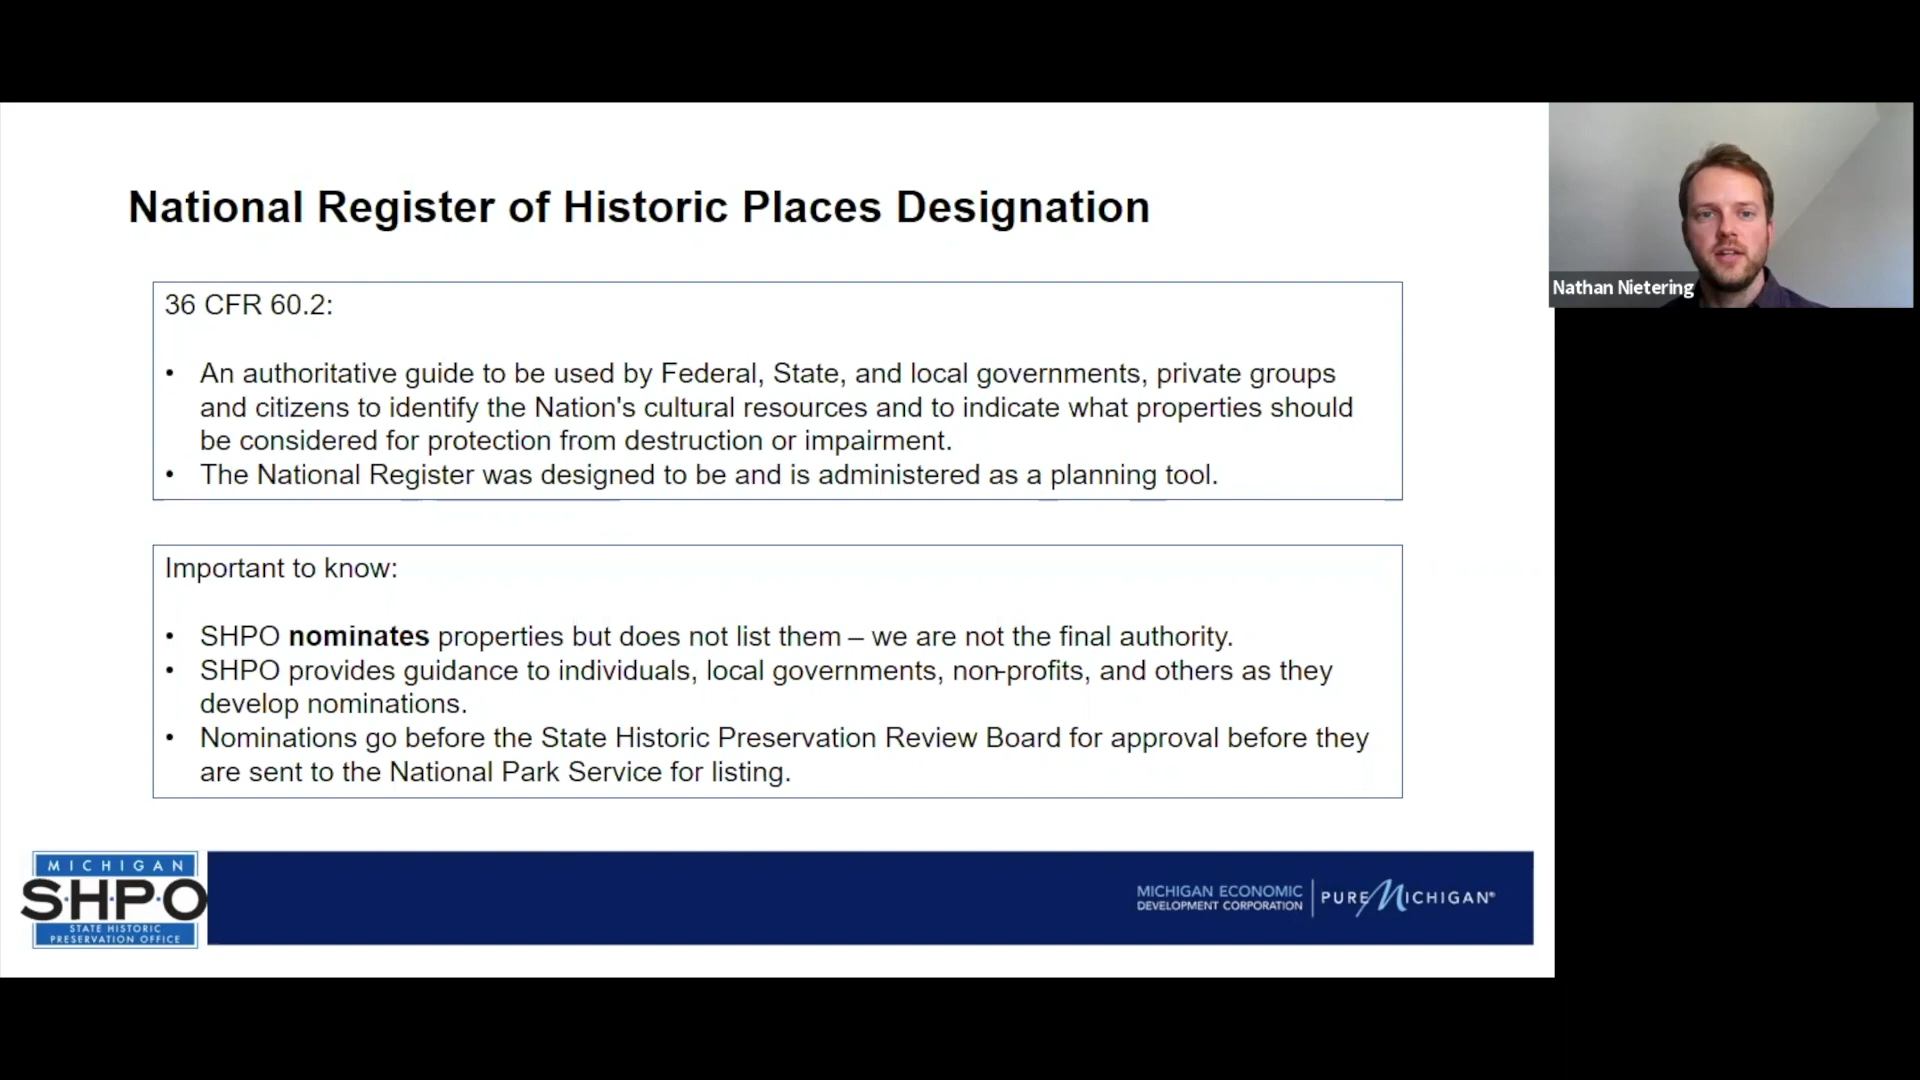 National Register of Historic Places Designation
36 CFR 60.2:
• An authoritative guide to be used by Federal, State, and local governments, private groups
and citizens to identify the Nation's cultural resources and to indicate what properties should
be considered for protection from destruction or impairment.
• The National Register was designed to be and is administered as a planning tool.
Important to know:
• SHPO nominates properties but does not list them – we are not the final authority.
• SHPO provides guidance to individuals, local governments, non-profits, and others as they
develop nominations.
• Nominations go before the State Historic Preservation Review Board for approval before they
are sent to the National Park Service for listing.
Nathan Nietering
MICHIGAN
S·H·P·O
STATE HISTORIC
PRESERVATION OFFICE
MICHIGAN ECONOMIC
DEVELOPMENT CORPORATION
PURE MICHIGAN®